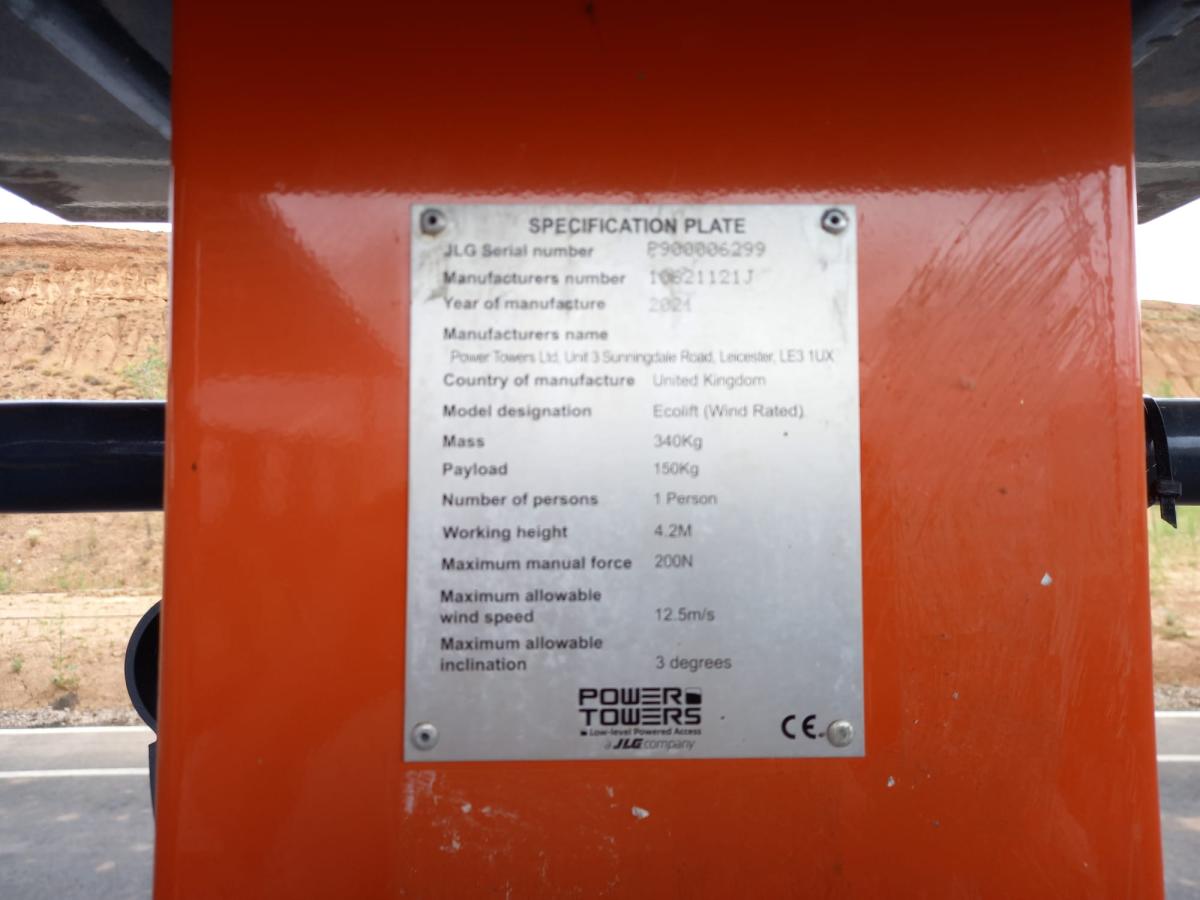 SPECIFICATION PLATE
JLG Serial number P900006299
Manufacturers number 10621121J
Year of manufacture 2021
Manufacturers name
Power Towers Ltd, Unit 3 Sunningdale Road, Leicester, LE3 1UX
Country of manufacture United Kingdom
Model designation Ecolift (Wind Rated)
Mass 340Kg
Payload 150Kg
Number of persons 1 Person
Working height 4.2M
Maximum manual force 200N
Maximum allowable
wind speed 12.5m/s
Maximum allowable
inclination 3 degrees
POWER
TOWERS
Low-level Powered Access
a JLG company
CE